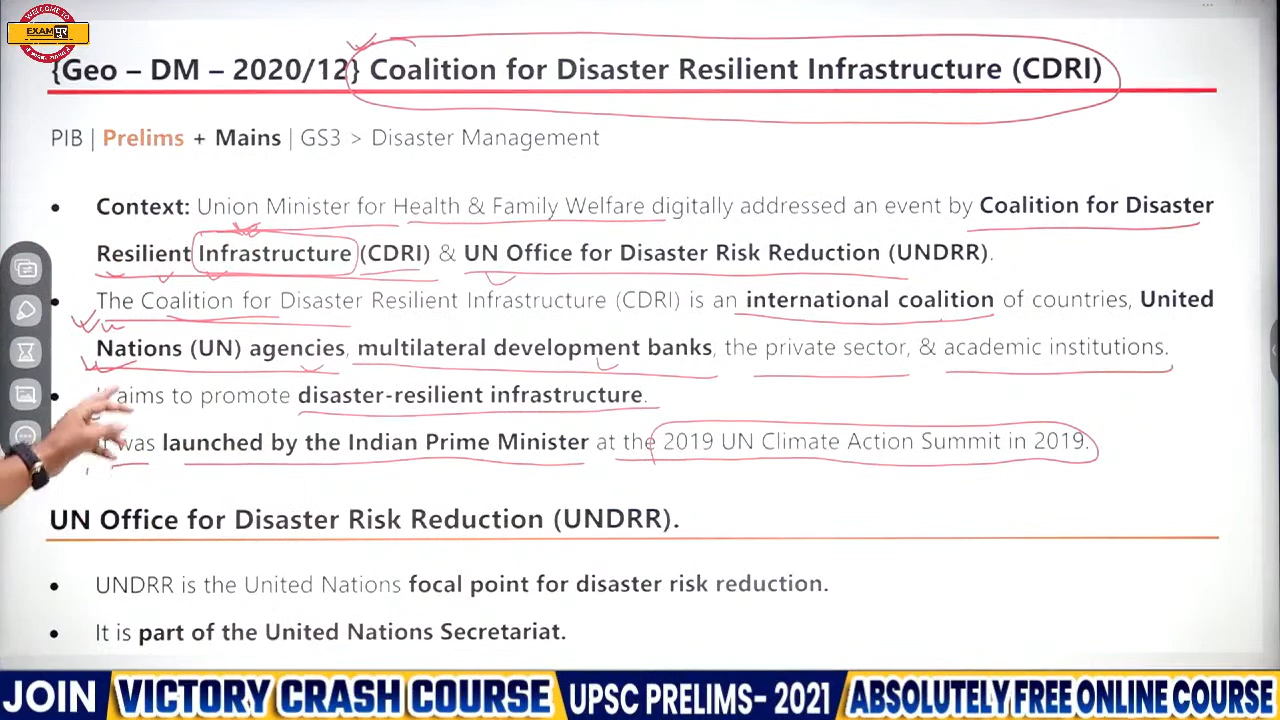 WELCOME TO
EXAM पुर
{Geo – DM – 2020/12} Coalition for Disaster Resilient Infrastructure (CDRI)
PIB | Prelims + Mains | GS3 > Disaster Management
• Context: Union Minister for Health & Family Welfare digitally addressed an event by Coalition for Disaster
Resilient Infrastructure (CDRI) & UN Office for Disaster Risk Reduction (UNDRR).
• The Coalition for Disaster Resilient Infrastructure (CDRI) is an international coalition of countries, United
Nations (UN) agencies, multilateral development banks, the private sector, & academic institutions.
• aims to promote disaster-resilient infrastructure.
was launched by the Indian Prime Minister at the 2019 UN Climate Action Summit in 2019.
UN Office for Disaster Risk Reduction (UNDRR).
• UNDRR is the United Nations focal point for disaster risk reduction.
• It is part of the United Nations Secretariat.
JOIN VICTORY CRASH COURSE UPSC PRELIMS- 2021 ABSOLUTELY FREE ONLINE COURSE